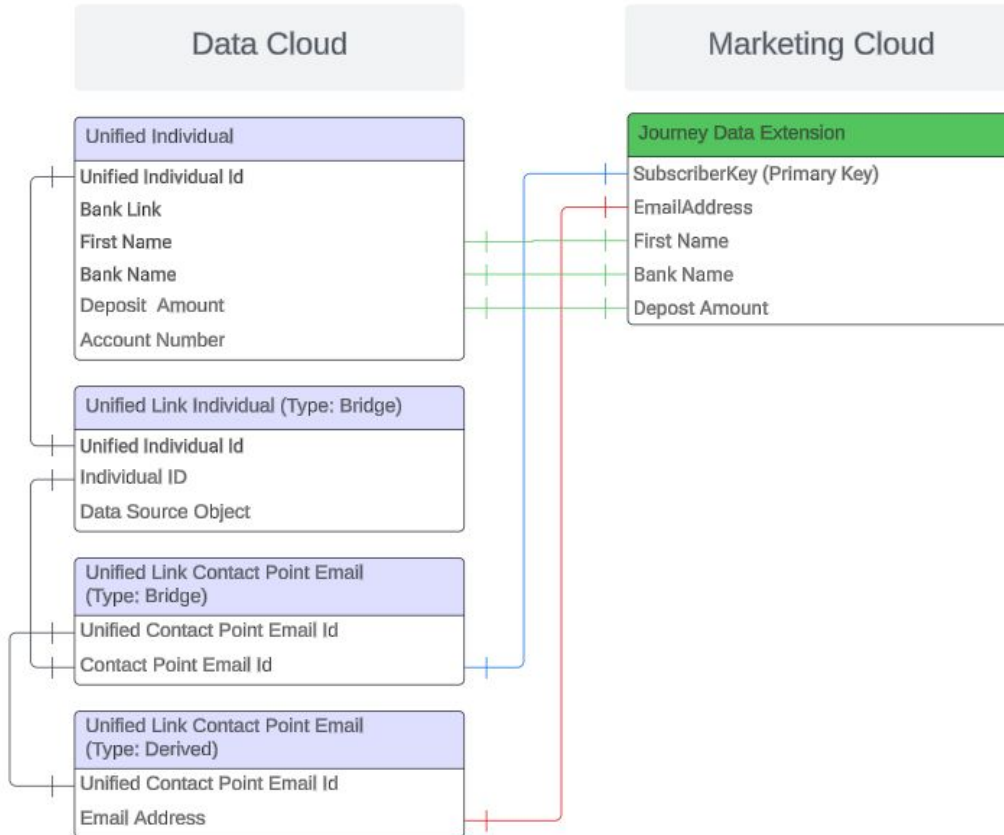 Data Cloud
Marketing Cloud
Unified Individual
Unified Individual Id
Bank Link
First Name
Bank Name
Deposit Amount
Account Number
Unified Link Individual (Type: Bridge)
Unified Individual Id
Individual ID
Data Source Object
Unified Link Contact Point Email
(Type: Bridge)
Unified Contact Point Email Id
Contact Point Email Id
Unified Link Contact Point Email
(Type: Derived)
Unified Contact Point Email Id
Email Address
Journey Data Extension
SubscriberKey (Primary Key)
EmailAddress
First Name
Bank Name
Depost Amount